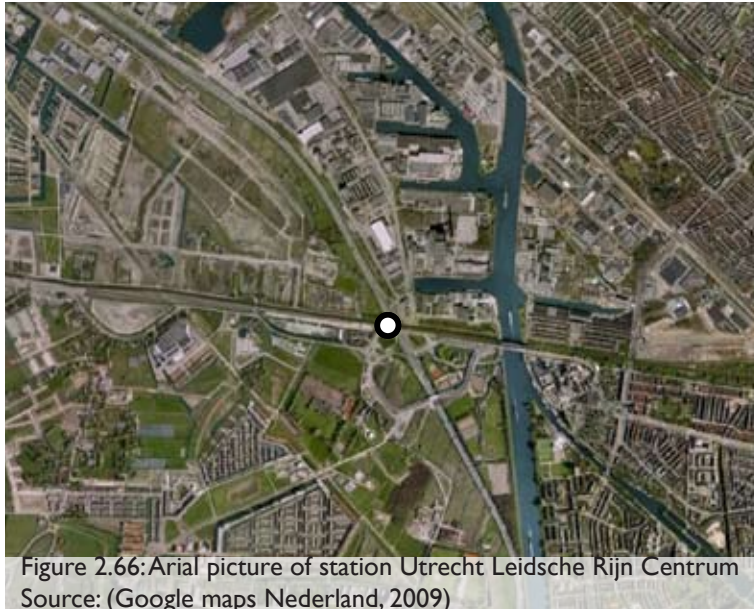 Figure 2.66: Arial picture of station Utrecht Leidsche Rijn Centrum
Source: (Google maps Nederland, 2009)